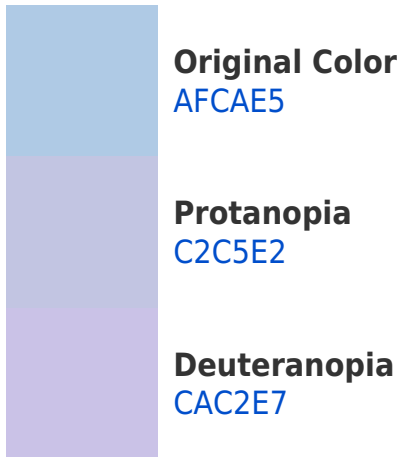 Original Color
AFCAE5
Protanopia
C2C5E2
Deuteranopia
CAC2E7